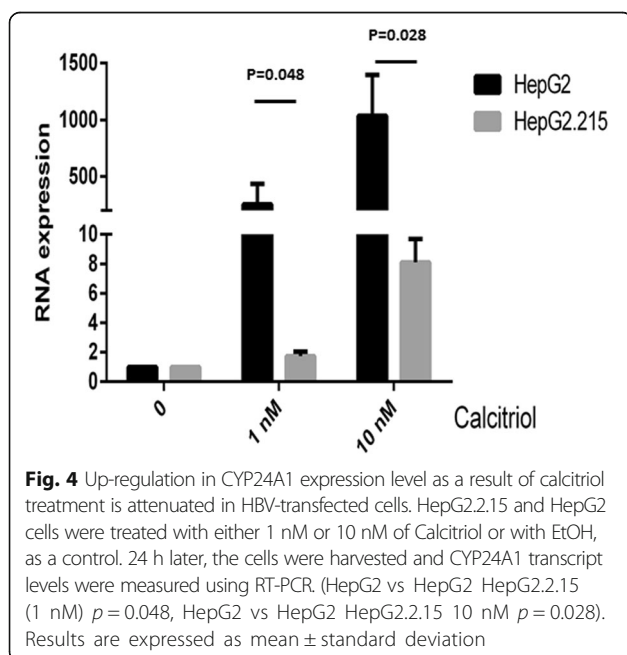 P=0.028
P=0.048
1500
1000
500
10
8
6
4
2
0
RNA expression
HepG2
HepG2.215
0
1 nM
10 nM
Calcitriol
Fig. 4 Up-regulation in CYP24A1 expression level as a result of calcitriol
treatment is attenuated in HBV-transfected cells. HepG2.2.15 and HepG2
cells were treated with either 1 nM or 10 nM of Calcitriol or with EtOH,
as a control. 24 h later, the cells were harvested and CYP24A1 transcript
levels were measured using RT-PCR. (HepG2 vs HepG2 HepG2.2.15
(1 nM) p = 0.048, HepG2 vs HepG2 HepG2.2.15 10 nM p = 0.028).
Results are expressed as mean ± standard deviation